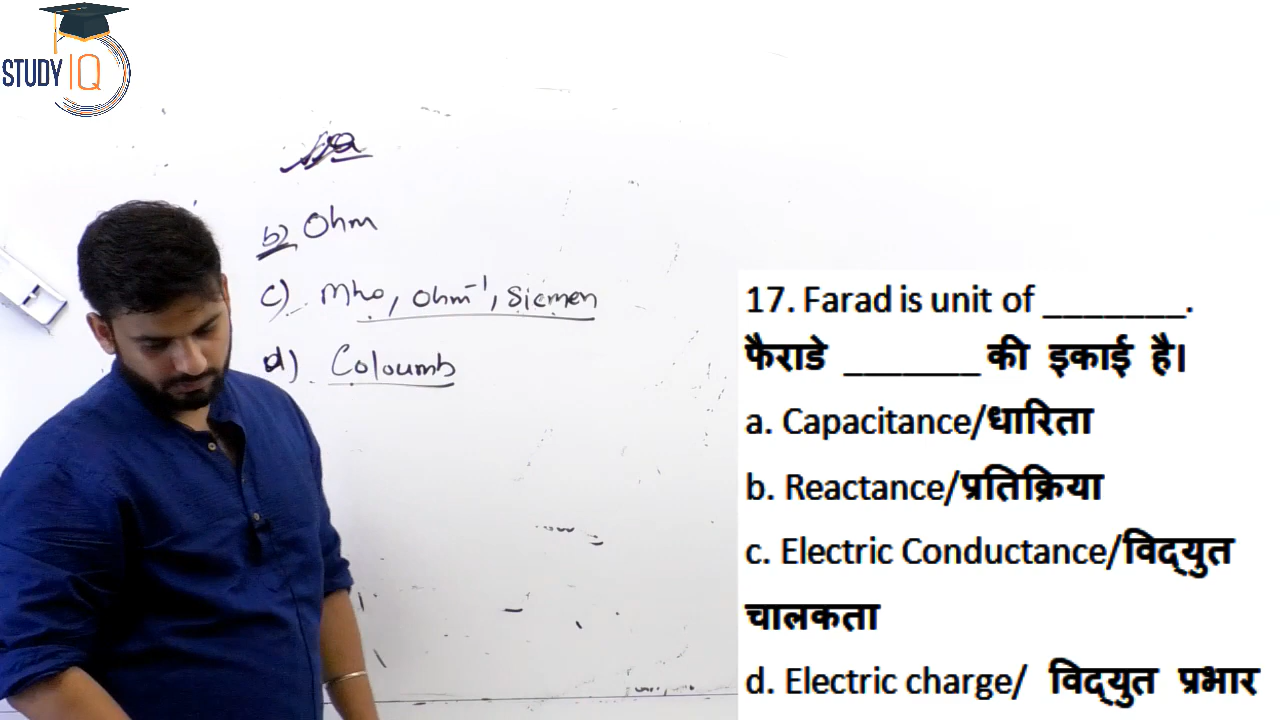 STUDY IQ
b) Ohm
c) Mho, Ohm⁻¹, Siemen
d) Coloumb
17. Farad is unit of _______.
फैराडे _______ की इकाई है।
a. Capacitance/धारिता
b. Reactance/प्रतिक्रिया
c. Electric Conductance/विद्युत
चालकता
d. Electric charge/ विद्युत प्रभार